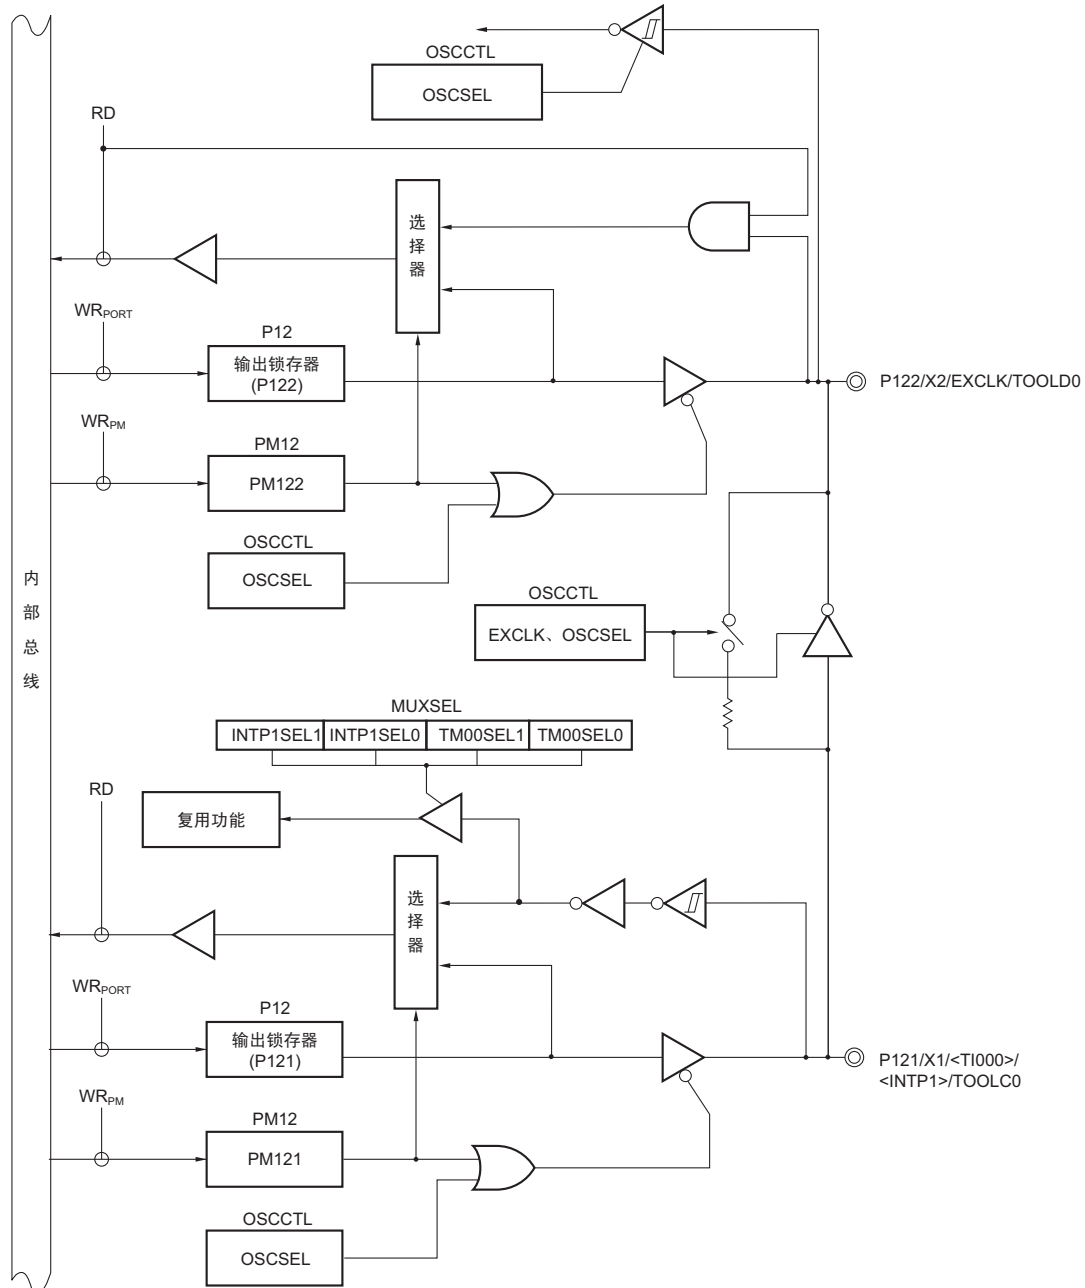 OSCCTL
OSCSEL
RD
选择器
WRPORT
P12
输出锁存器
(P122)
P122/X2/EXCLK/TOOLD0
WRPM
PM12
PM122
OSCCTL
OSCSEL
内部总线
OSCCTL
EXCLK、OSCSEL
MUXSEL
INTP1SEL1 INTP1SEL0 TM00SEL1 TM00SEL0
RD
复用功能
选择器
WRPORT
P12
输出锁存器
(P121)
P121/X1/<TI000>/
<INTP1>/TOOLC0
WRPM
PM12
PM121
OSCCTL
OSCSEL